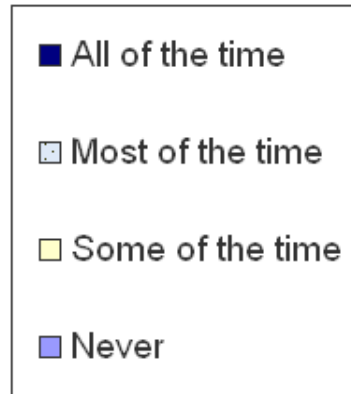 All of the time
Most of the time
Some of the time
Never